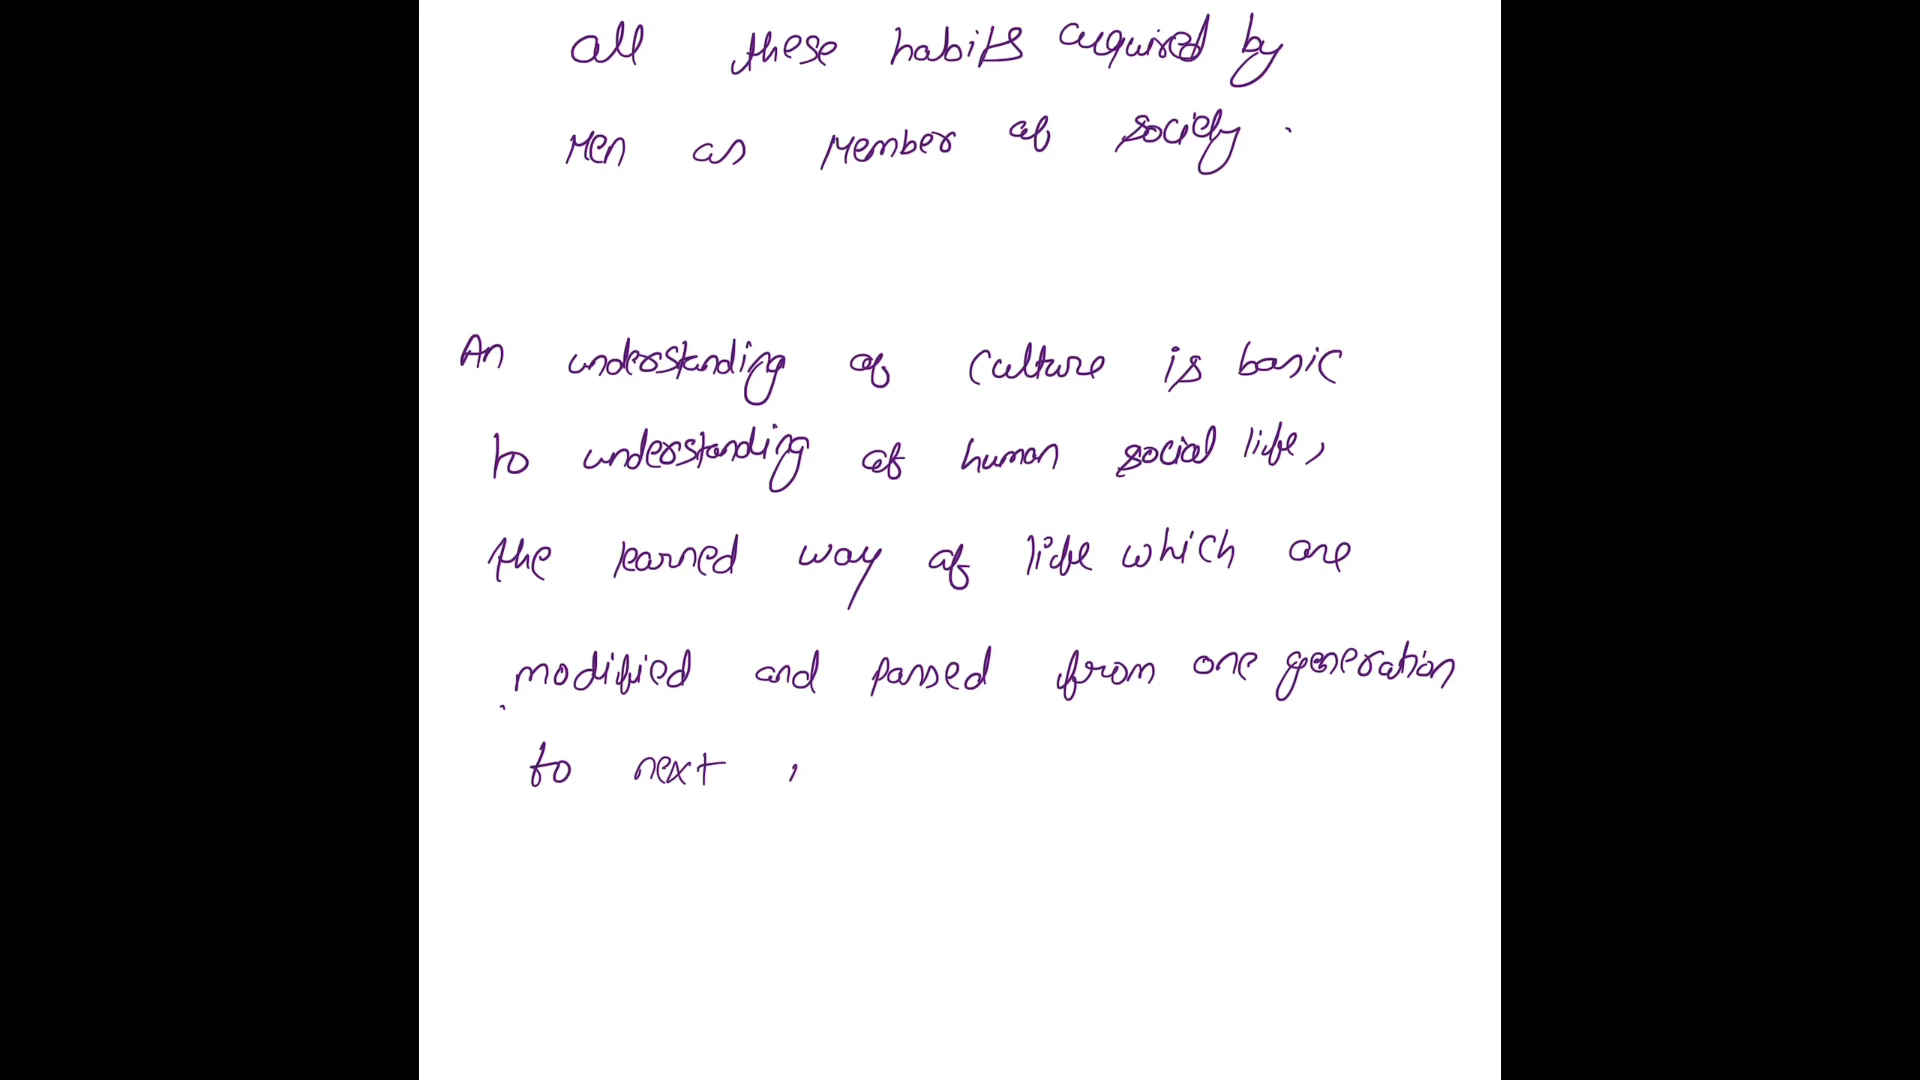 all these habits acquired by
Men as Member of society.
An understanding of culture is basic
to understanding of human social life,
the learned way of life which are
modified and passed from one generation
to next,